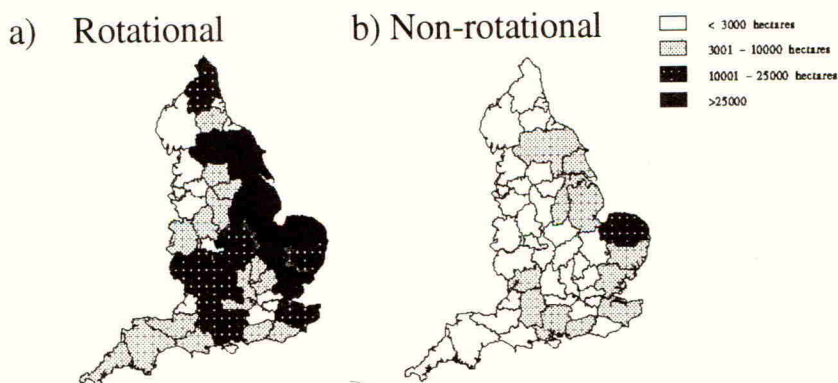 a) Rotational
b) Non-rotational
< 3000 hectares
3001 - 10000 hectares
10001 - 25000 hectares
>25000